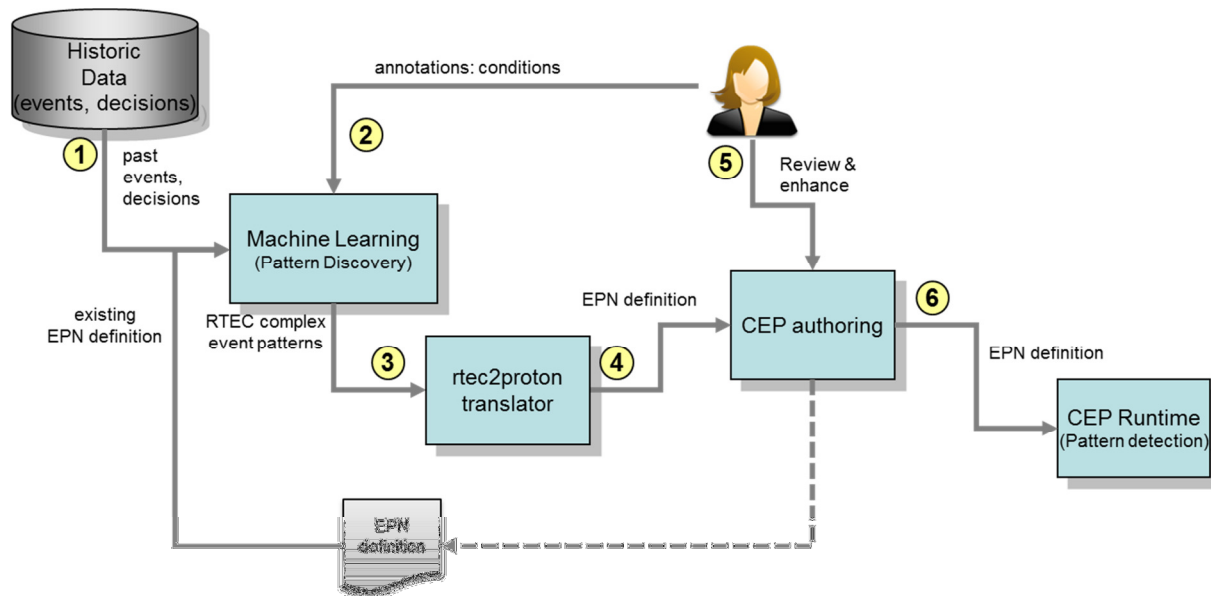 Historic
Data
(events, decisions)
1
past
events,
decisions
annotations: conditions
2
5
Review &
enhance
Machine Learning
(Pattern Discovery)
existing
EPN definition
RTEC complex
event patterns
3
rtec2proton
translator
4
EPN definition
CEP authoring
6
EPN definition
CEP Runtime
(Pattern detection)
EPN
definition